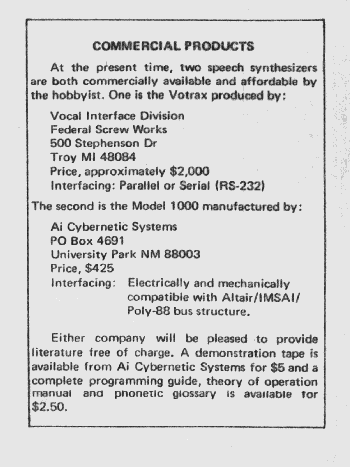 COMMERCIAL PRODUCTS
At the present time, two speech synthesizers
are both commercially available and affordable by
the hobbyist. One is the Votrax produced by:
Vocal Interface Division
Federal Screw Works
500 Stephenson Dr
Troy MI 48084
Price, approximately $2,000
Interfacing: Parallel or Serial (RS-232)
The second is the Model 1000 manufactured by:
Ai Cybernetic Systems
PO Box 4691
University Park NM 88003
Price, $425
Interfacing: Electrically and mechanically
compatible with Altair/IMSAI/
Poly-88 bus structure.
Either company will be pleased to provide
literature free of charge. A demonstration tape is
available from Ai Cybernetic Systems for $5 and a
complete programming guide, theory of operation
manual and phonetic glossary is available for
$2.50.